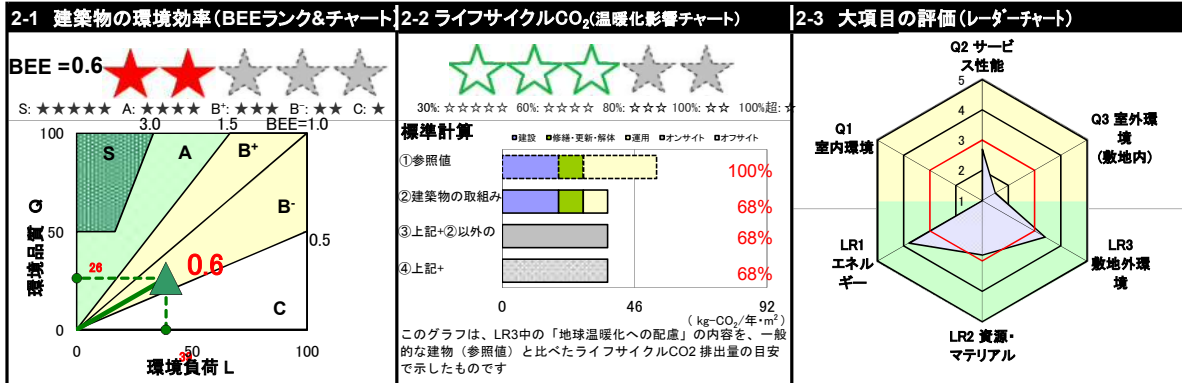 2-1 建築物の環境効率(BEEランク&チャート)
BEE =0.6
S: ★★★★★ A: ★★★★ B⁺: ★★★ B⁻: ★★ C: ★
3.0 1.5 BEE=1.0
100
S
A
B⁺
B⁻
50
0.5
環境品質 Q
26
0.6
C
0
39
50
100
環境負荷 L
2-2 ライフサイクルCO₂(温暖化影響チャート)
30%: ☆☆☆☆☆ 60%: ☆☆☆☆ 80%: ☆☆☆ 100%: ☆☆ 100%超: ☆
標準計算
建設 修繕・更新・解体 運用 オンサイト オフサイト
①参照値 100%
②建築物の取組み 68%
③上記+②以外の 68%
④上記+ 68%
0 46 92
( kg-CO₂/年・m²)
このグラフは、LR3中の「地球温暖化への配慮」の内容を、一般
的な建物(参照値)と比べたライフサイクルCO2 排出量の目安
で示したものです
2-3 大項目の評価(レーダーチャート)
Q2 サービ
ス性能
5
4
3
2
1
Q1
室内環境
Q3 室外環
境
(敷地内)
LR1
エネル
ギー
LR3
敷地外環
境
LR2 資源・
マテリアル